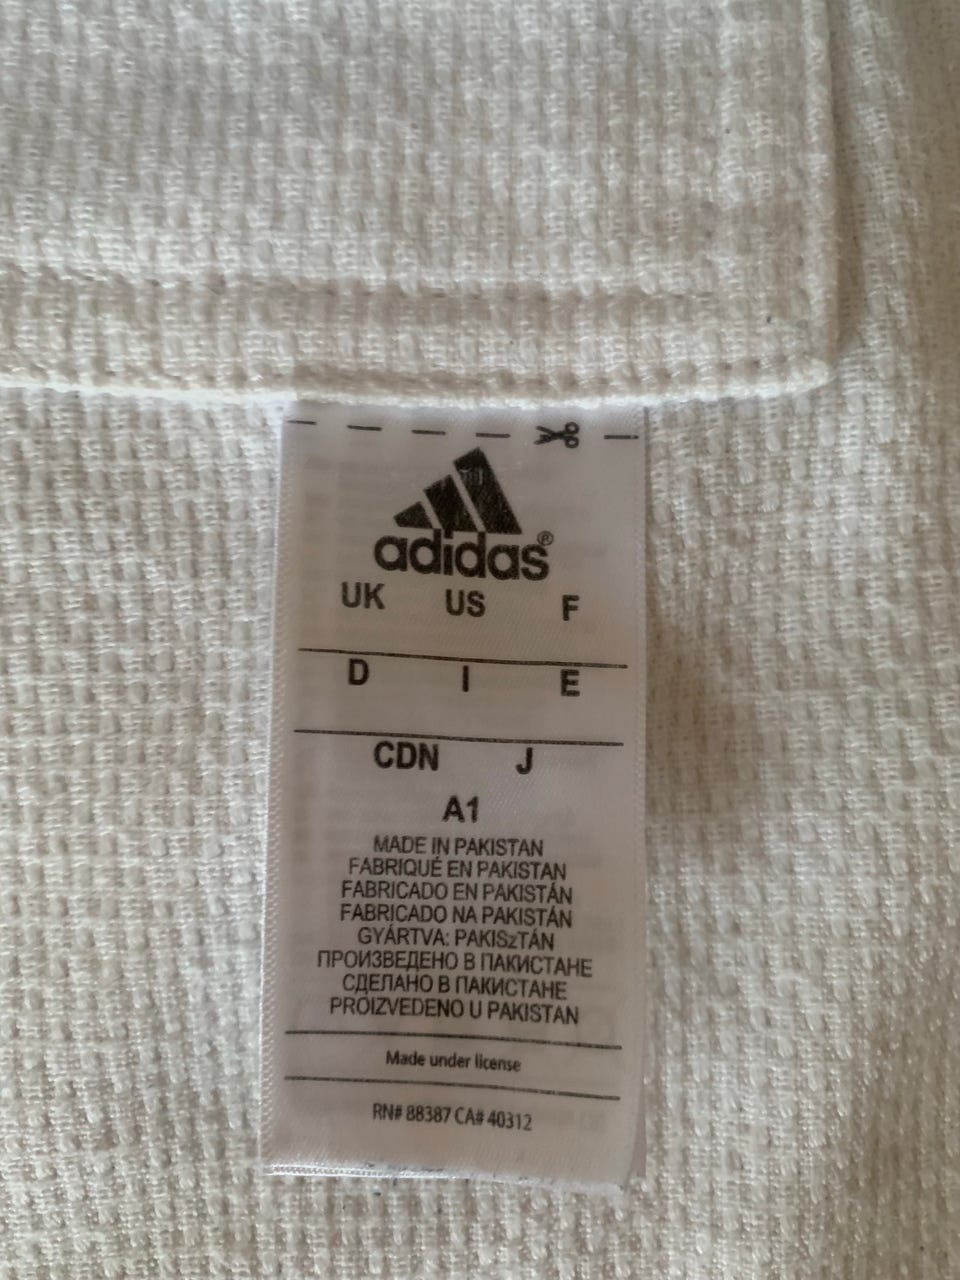 adidas®
UK US F
D I E
CDN J
A1
MADE IN PAKISTAN
FABRIQUÉ EN PAKISTAN
FABRICADO EN PAKISTÁN
FABRICADO NA PAKISTÁN
GYÁRTVA: PAKISzTÁN
ПРОИЗВЕДЕНО В ПАКИСТАНЕ
СДЕЛАНО В ПАКИСТАНЕ
PROIZVEDENO U PAKISTAN
Made under license
RN# 88387 CA# 40312